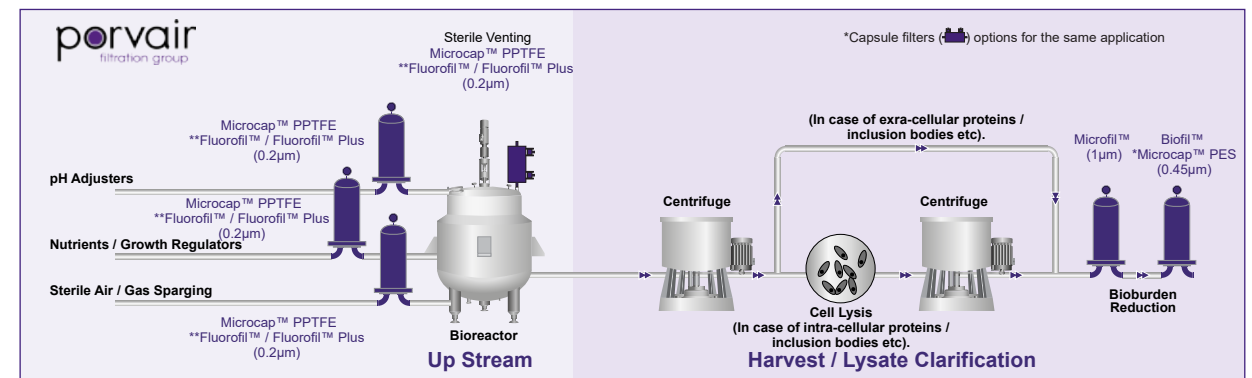 porvair
filtration group
Sterile Venting
Microcap™ PPTFE
**Fluorofil™ / Fluorofil™ Plus
(0.2µm)
*Capsule filters ( ) options for the same application
Microcap™ PPTFE
**Fluorofil™ / Fluorofil™ Plus
(0.2µm)
pH Adjusters
Microcap™ PPTFE
**Fluorofil™ / Fluorofil™ Plus
(0.2µm)
Nutrients / Growth Regulators
Sterile Air / Gas Sparging
Microcap™ PPTFE
**Fluorofil™ / Fluorofil™ Plus
(0.2µm)
Bioreactor
Up Stream
(In case of exra-cellular proteins /
inclusion bodies etc).
Centrifuge
Centrifuge
Cell Lysis
(In case of intra-cellular proteins /
inclusion bodies etc).
Microfil™
(1µm)
Biofil™
*Microcap™ PES
(0.45µm)
Bioburden
Reduction
Harvest / Lysate Clarification